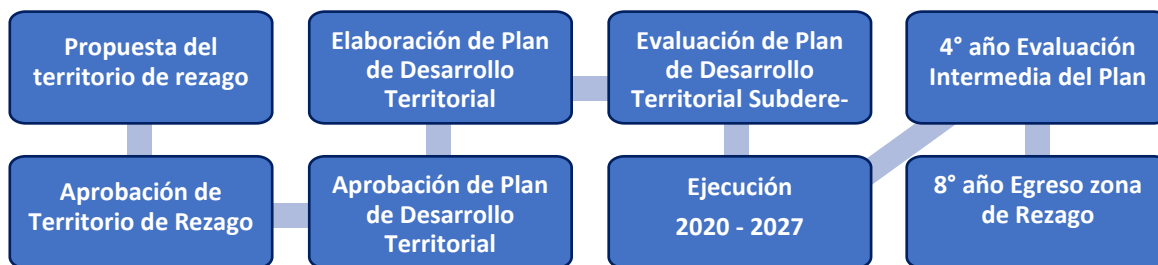 Propuesta del
territorio de rezago
Aprobación de
Territorio de Rezago
Elaboración de Plan
de Desarrollo
Territorial
Aprobación de Plan
de Desarrollo
Territorial
Evaluación de Plan
de Desarrollo
Territorial Subdere-
Ejecución
2020 - 2027
4° año Evaluación
Intermedia del Plan
8° año Egreso zona
de Rezago